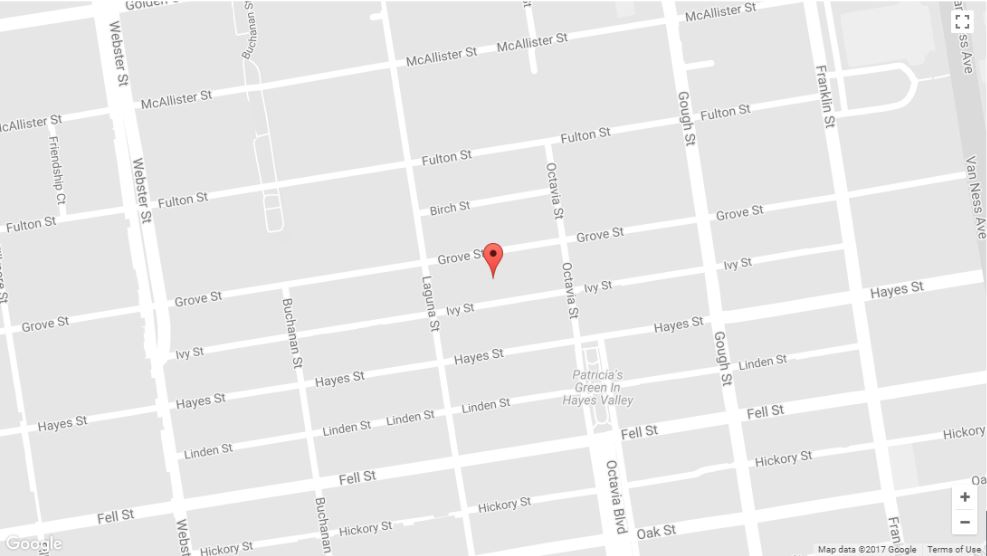 Golden
Webster St
Buchanan St
McAllister St
McAllister St
McAllister St
McAllister St
McAllister St
Friendship Ct
Webster St
Fulton St
Fulton St
Fulton St
Fulton St
Fulton St
Gough St
Franklin St
Ness Ave
Van Ness Ave
Octavia St
Birch St
Grove St
Grove St
Grove St
Grove St
Grove St
Laguna St
Octavia St
Buchanan St
Ivy St
Ivy St
Ivy St
Ivy St
Hayes St
Hayes St
Hayes St
Hayes St
Hayes St
Hayes St
Gough St
Linden St
Linden St
Linden St
Linden St
Linden St
Patricia's
Green In
Hayes Valley
Fell St
Fell St
Fell St
Fell St
Hickory St
Hickory St
Hickory St
Hickory St
Hickory
Octavia Blvd
Oak St
Buchanan
Webst
Fran
Google
Map data ©2017 Google
Terms of Use